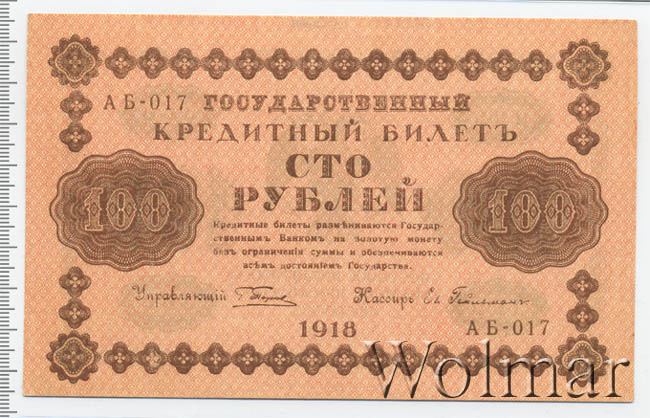 АБ-017 ГОСУДАРСТВЕННЫЙ
КРЕДИТНЫЙ БИЛЕТЪ
СТО
РУБЛЕЙ
100
100
Кредитные билеты размѣниваются Государ-
ственнымъ Банкомъ на золотую монету
безъ ограниченія суммы и обезпечиваются
всѣмъ достояніемъ Государства.
Управляющій
Кассиръ
1918
АБ-017
Wolmar